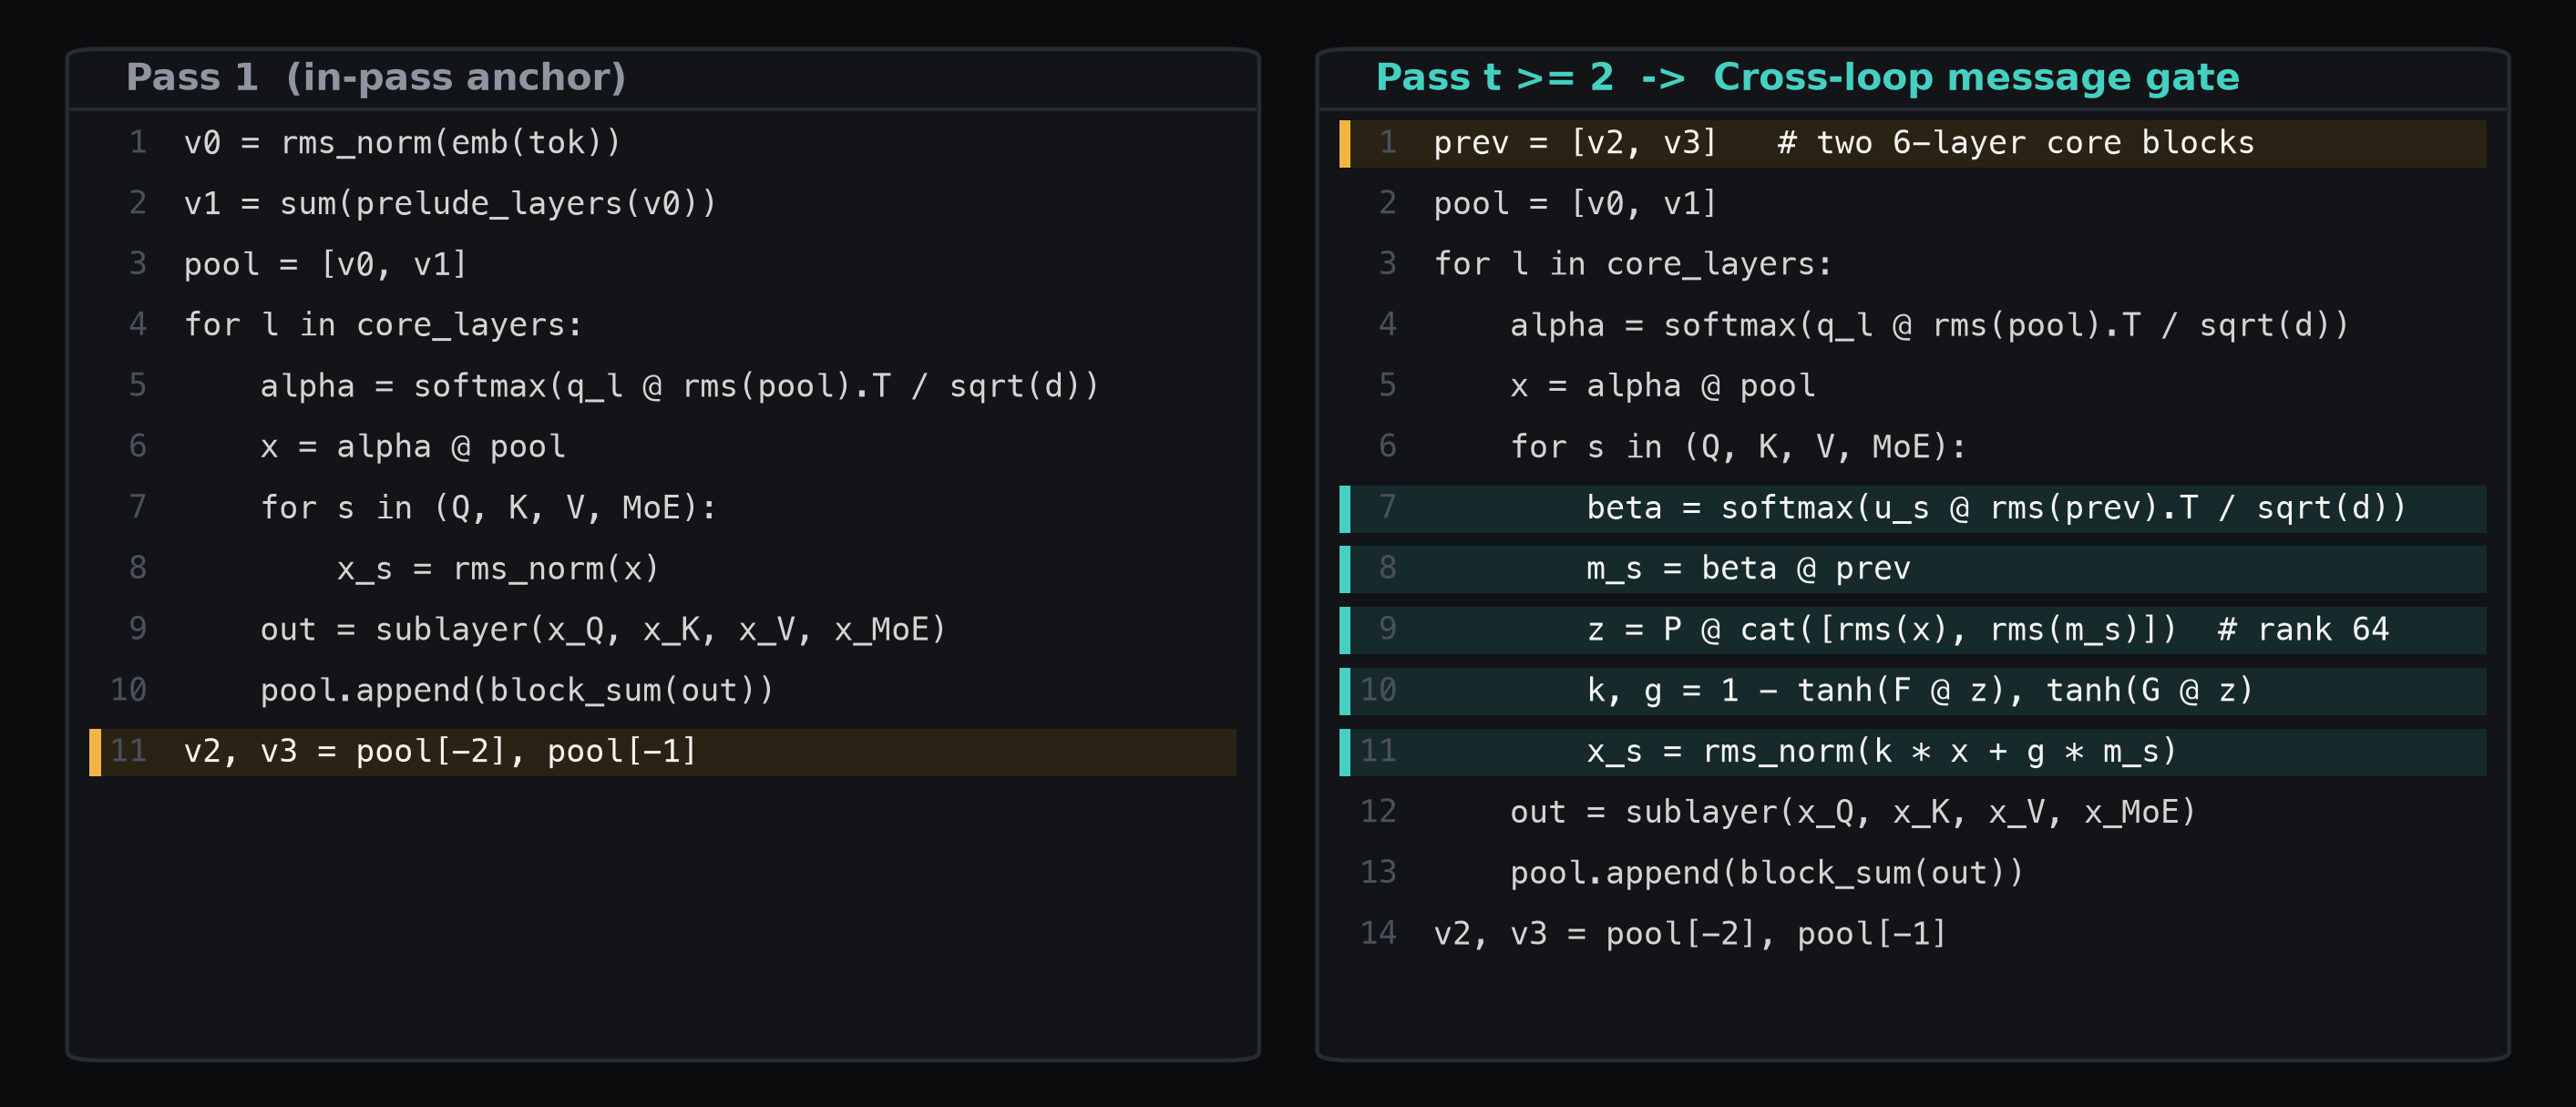 Pass 1  (in-pass anchor)
1 v0 = rms_norm(emb(tok))
2 v1 = sum(prelude_layers(v0))
3 pool = [v0, v1]
4 for l in core_layers:
5     alpha = softmax(q_l @ rms(pool).T / sqrt(d))
6     x = alpha @ pool
7     for s in (Q, K, V, MoE):
8         x_s = rms_norm(x)
9     out = sublayer(x_Q, x_K, x_V, x_MoE)
10     pool.append(block_sum(out))
11 v2, v3 = pool[−2], pool[−1]
Pass t >= 2  ->  Cross-loop message gate
1 prev = [v2, v3]   # two 6−layer core blocks
2 pool = [v0, v1]
3 for l in core_layers:
4     alpha = softmax(q_l @ rms(pool).T / sqrt(d))
5     x = alpha @ pool
6     for s in (Q, K, V, MoE):
7         beta = softmax(u_s @ rms(prev).T / sqrt(d))
8         m_s = beta @ prev
9         z = P @ cat([rms(x), rms(m_s)])  # rank 64
10         k, g = 1 − tanh(F @ z), tanh(G @ z)
11         x_s = rms_norm(k * x + g * m_s)
12     out = sublayer(x_Q, x_K, x_V, x_MoE)
13     pool.append(block_sum(out))
14 v2, v3 = pool[−2], pool[−1]